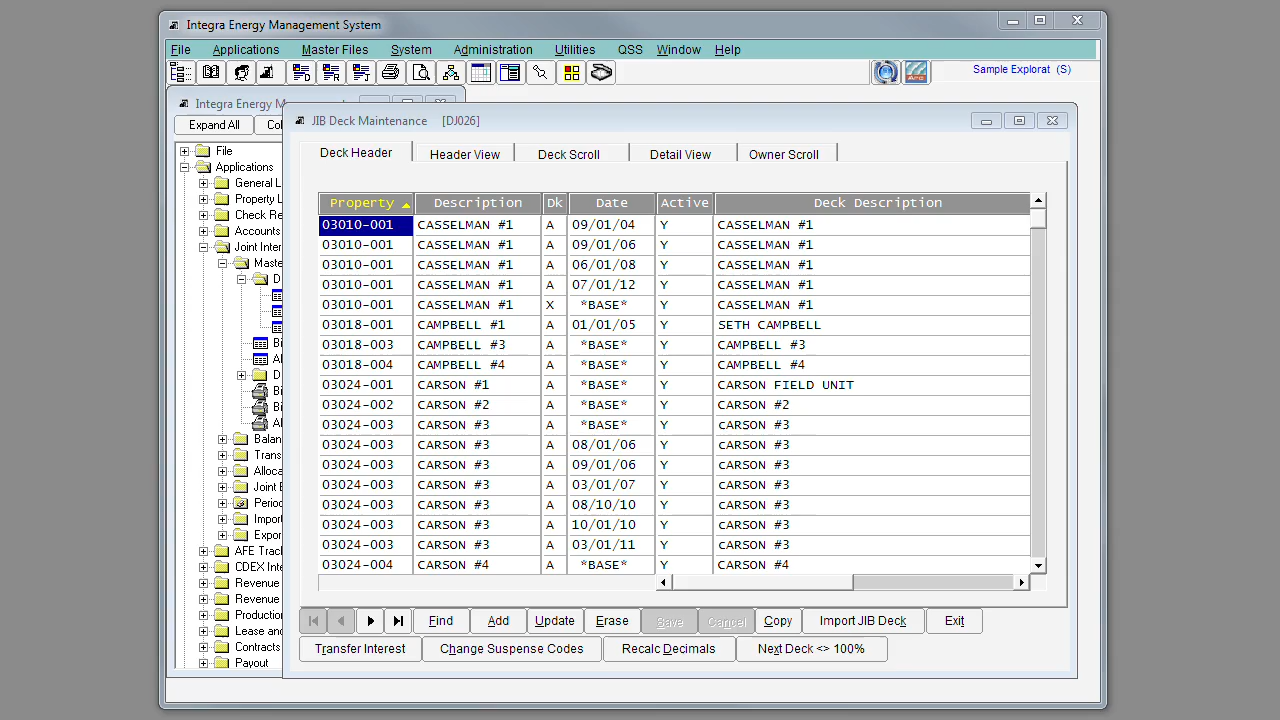 Integra Energy Management System
File Applications Master Files System Administration Utilities QSS Window Help
Sample Explorat (S)
Integra Energy M
Expand All
File
Applications
General L
Property L
Check Re
Accounts
Joint Inter
Maste
D
Bi
Al
D
Bi
Bi
Al
Balan
Trans
Alloca
Joint B
Period
Import
Expor
AFE Track
CDEX Inte
Revenue
Revenue
Production
Lease and
Contracts
Payout
JIB Deck Maintenance [DJ026]
Deck Header Header View Deck Scroll Detail View Owner Scroll
Property Description Dk Date Active Deck Description
03010-001 CASSELMAN #1 A 09/01/04 Y CASSELMAN #1
03010-001 CASSELMAN #1 A 09/01/06 Y CASSELMAN #1
03010-001 CASSELMAN #1 A 06/01/08 Y CASSELMAN #1
03010-001 CASSELMAN #1 A 07/01/12 Y CASSELMAN #1
03010-001 CASSELMAN #1 X *BASE* Y CASSELMAN #1
03018-001 CAMPBELL #1 A 01/01/05 Y SETH CAMPBELL
03018-003 CAMPBELL #3 A *BASE* Y CAMPBELL #3
03018-004 CAMPBELL #4 A *BASE* Y CAMPBELL #4
03024-001 CARSON #1 A *BASE* Y CARSON FIELD UNIT
03024-002 CARSON #2 A *BASE* Y CARSON #2
03024-003 CARSON #3 A *BASE* Y CARSON #3
03024-003 CARSON #3 A 08/01/06 Y CARSON #3
03024-003 CARSON #3 A 09/01/06 Y CARSON #3
03024-003 CARSON #3 A 03/01/07 Y CARSON #3
03024-003 CARSON #3 A 08/10/10 Y CARSON #3
03024-003 CARSON #3 A 10/01/10 Y CARSON #3
03024-003 CARSON #3 A 03/01/11 Y CARSON #3
03024-004 CARSON #4 A *BASE* Y CARSON #4
Find Add Update Erase Save Cancel Copy Import JIB Deck Exit
Transfer Interest Change Suspense Codes Recalc Decimals Next Deck <> 100%